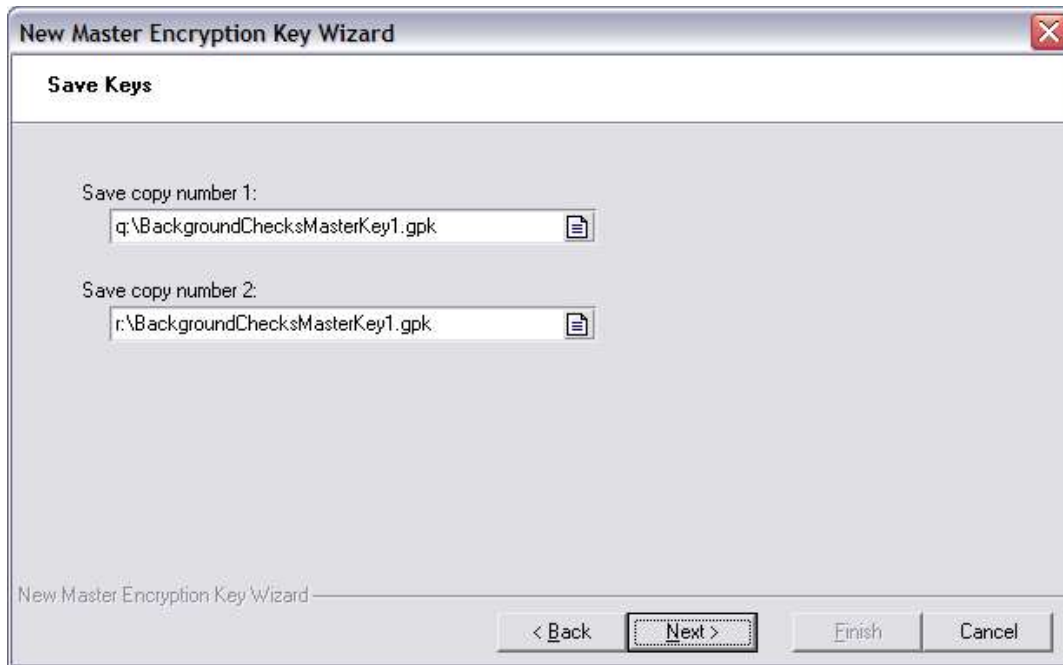 New Master Encryption Key Wizard
Save Keys
Save copy number 1:
q:\BackgroundChecksMasterKey1.gpk
Save copy number 2:
r:\BackgroundChecksMasterKey1.gpk
New Master Encryption Key Wizard
< Back Next > Finish Cancel